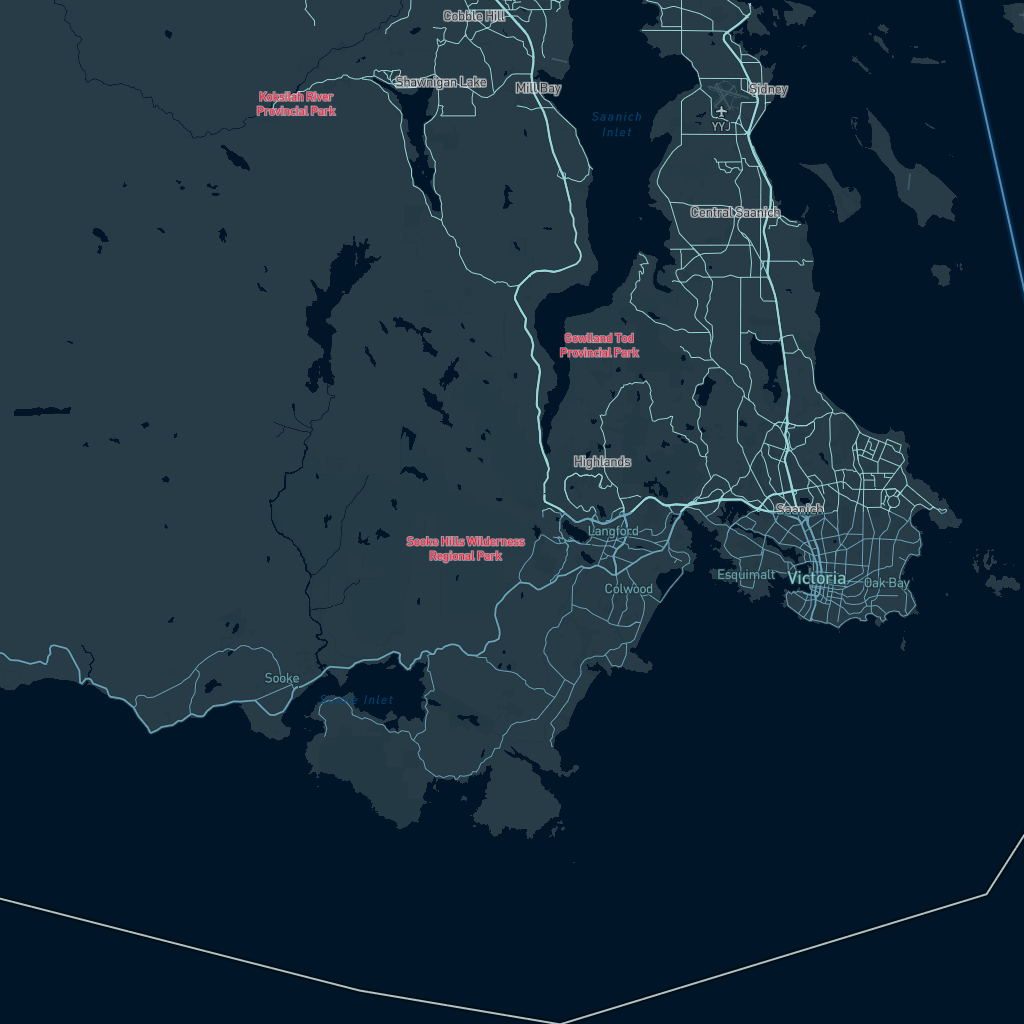 Cobble Hill
Shawnigan Lake
Mill Bay
Sidney
Koksilah River
Provincial Park
Saanich
Inlet
YYJ
Central Saanich
Gowlland Tod
Provincial Park
Highlands
Saanich
Langford
Sooke Hills Wilderness
Regional Park
Esquimalt
Victoria
Oak Bay
Colwood
Sooke
Sooke Inlet